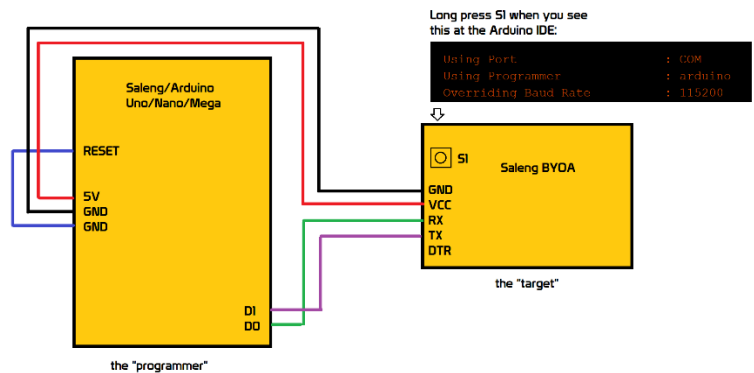 Long press S1 when you see
this at the Arduino IDE:
Using Port : COM
Using Programmer : arduino
Overriding Baud Rate : 115200
Saleng/Arduino
Uno/Nano/Mega
RESET
5V
GND
GND
D1
D0
the "programmer"
S1
Saleng BYOA
GND
VCC
RX
TX
DTR
the "target"